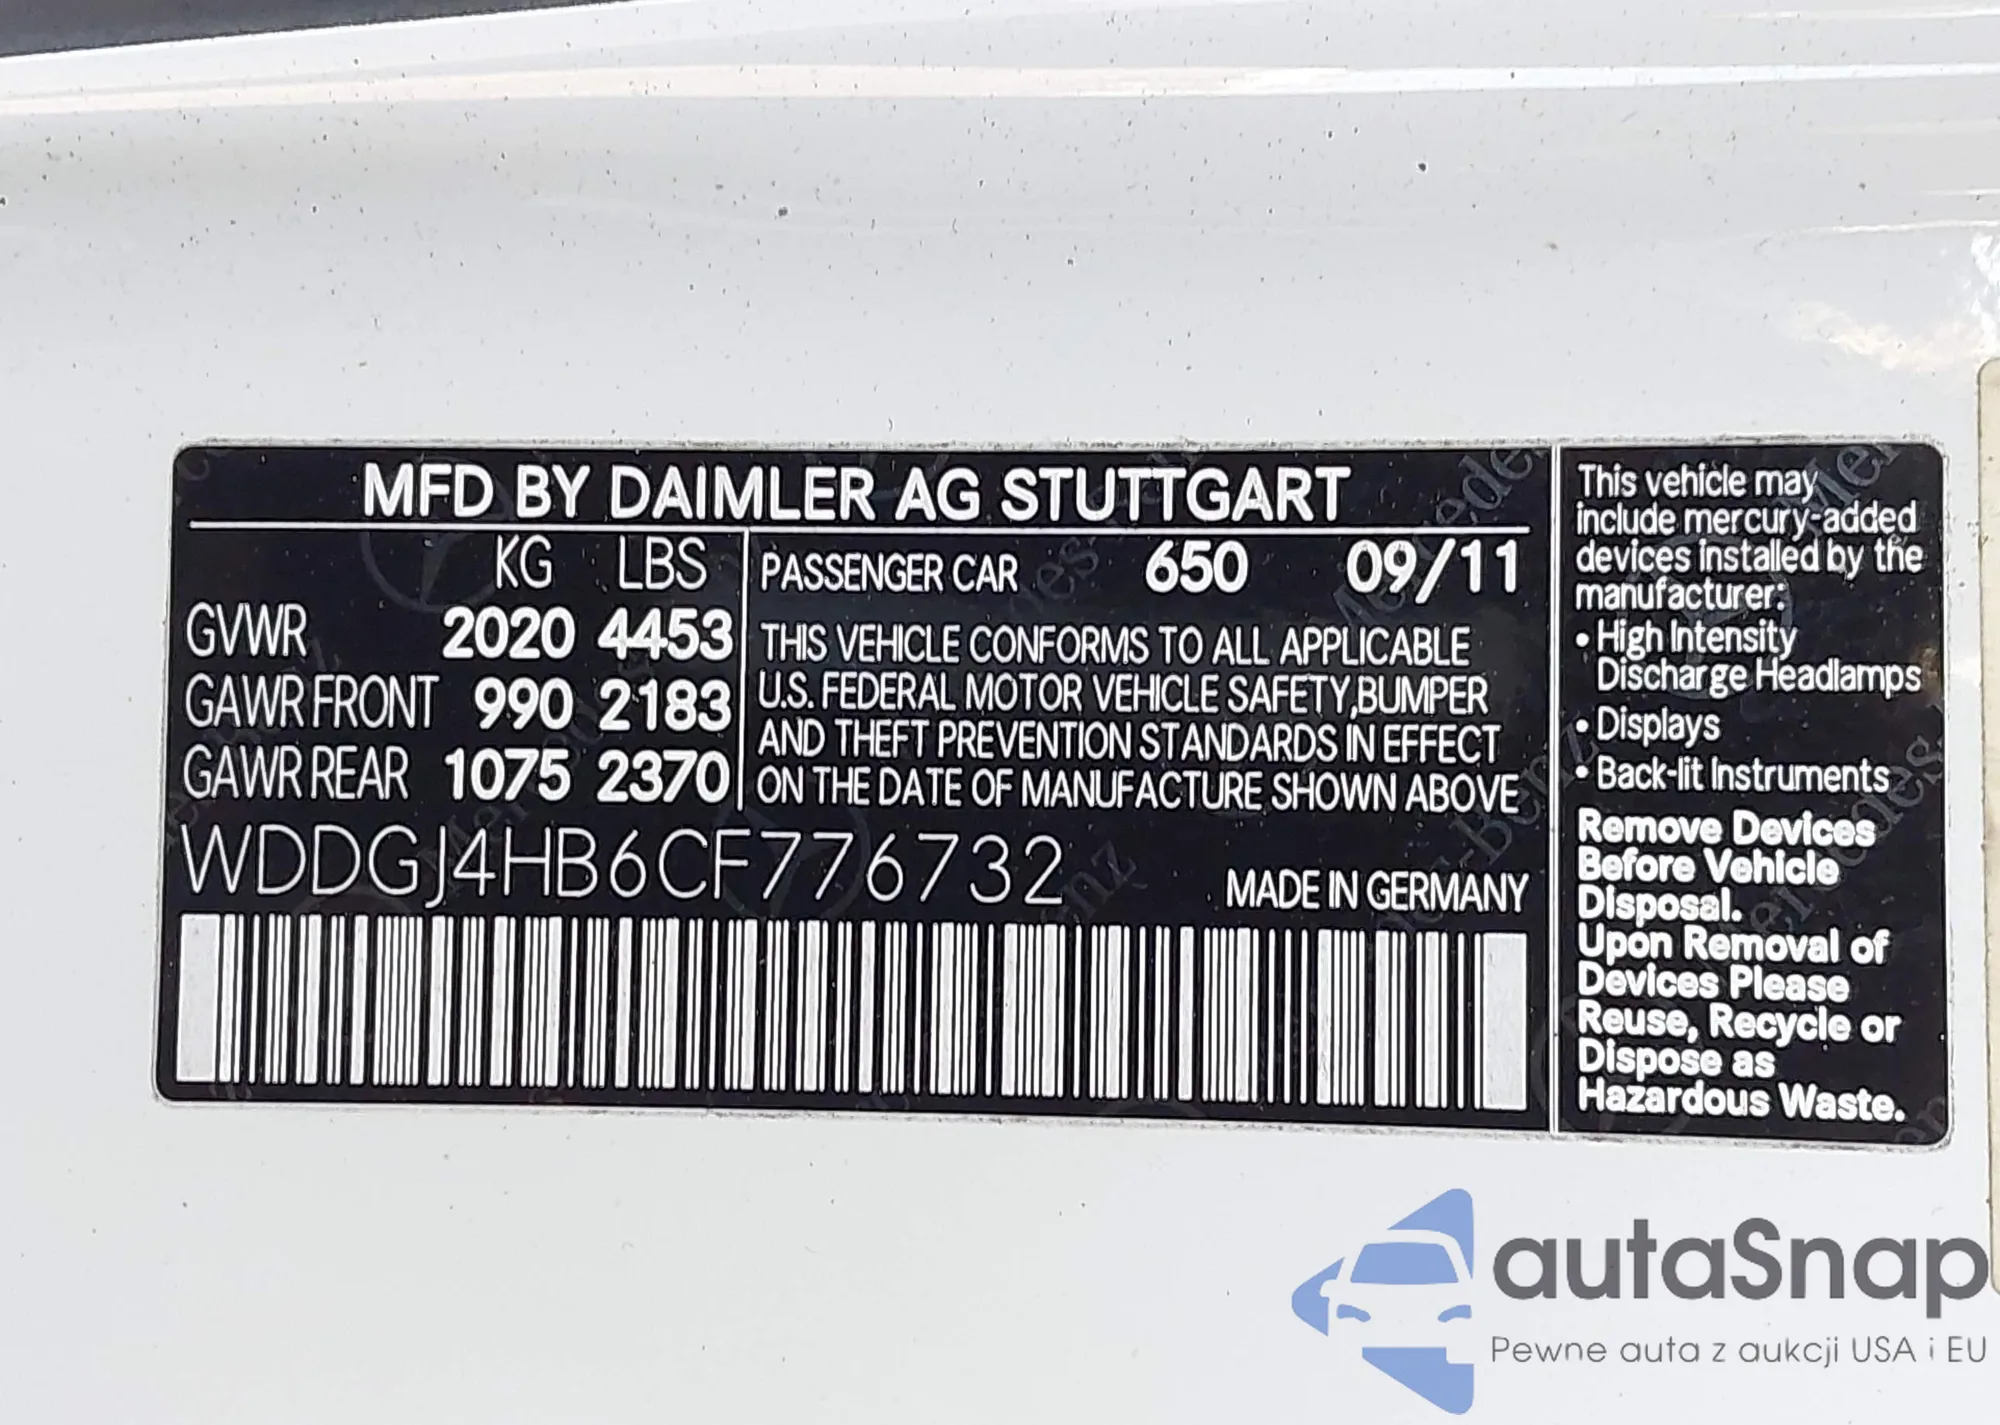 MFD BY DAIMLER AG STUTTGART
KG LBS
GVWR 2020 4453
GAWR FRONT 990 2183
GAWR REAR 1075 2370
PASSENGER CAR 650 09/11
THIS VEHICLE CONFORMS TO ALL APPLICABLE
U.S. FEDERAL MOTOR VEHICLE SAFETY,BUMPER
AND THEFT PREVENTION STANDARDS IN EFFECT
ON THE DATE OF MANUFACTURE SHOWN ABOVE
WDDGJ4HB6CF776732
MADE IN GERMANY
This vehicle may
include mercury-added
devices installed by the
manufacturer:
• High Intensity
Discharge Headlamps
• Displays
• Back-lit Instruments
Remove Devices
Before Vehicle
Disposal.
Upon Removal of
Devices Please
Reuse, Recycle or
Dispose as
Hazardous Waste.
autaSnap
Pewne auta z aukcji USA i EU